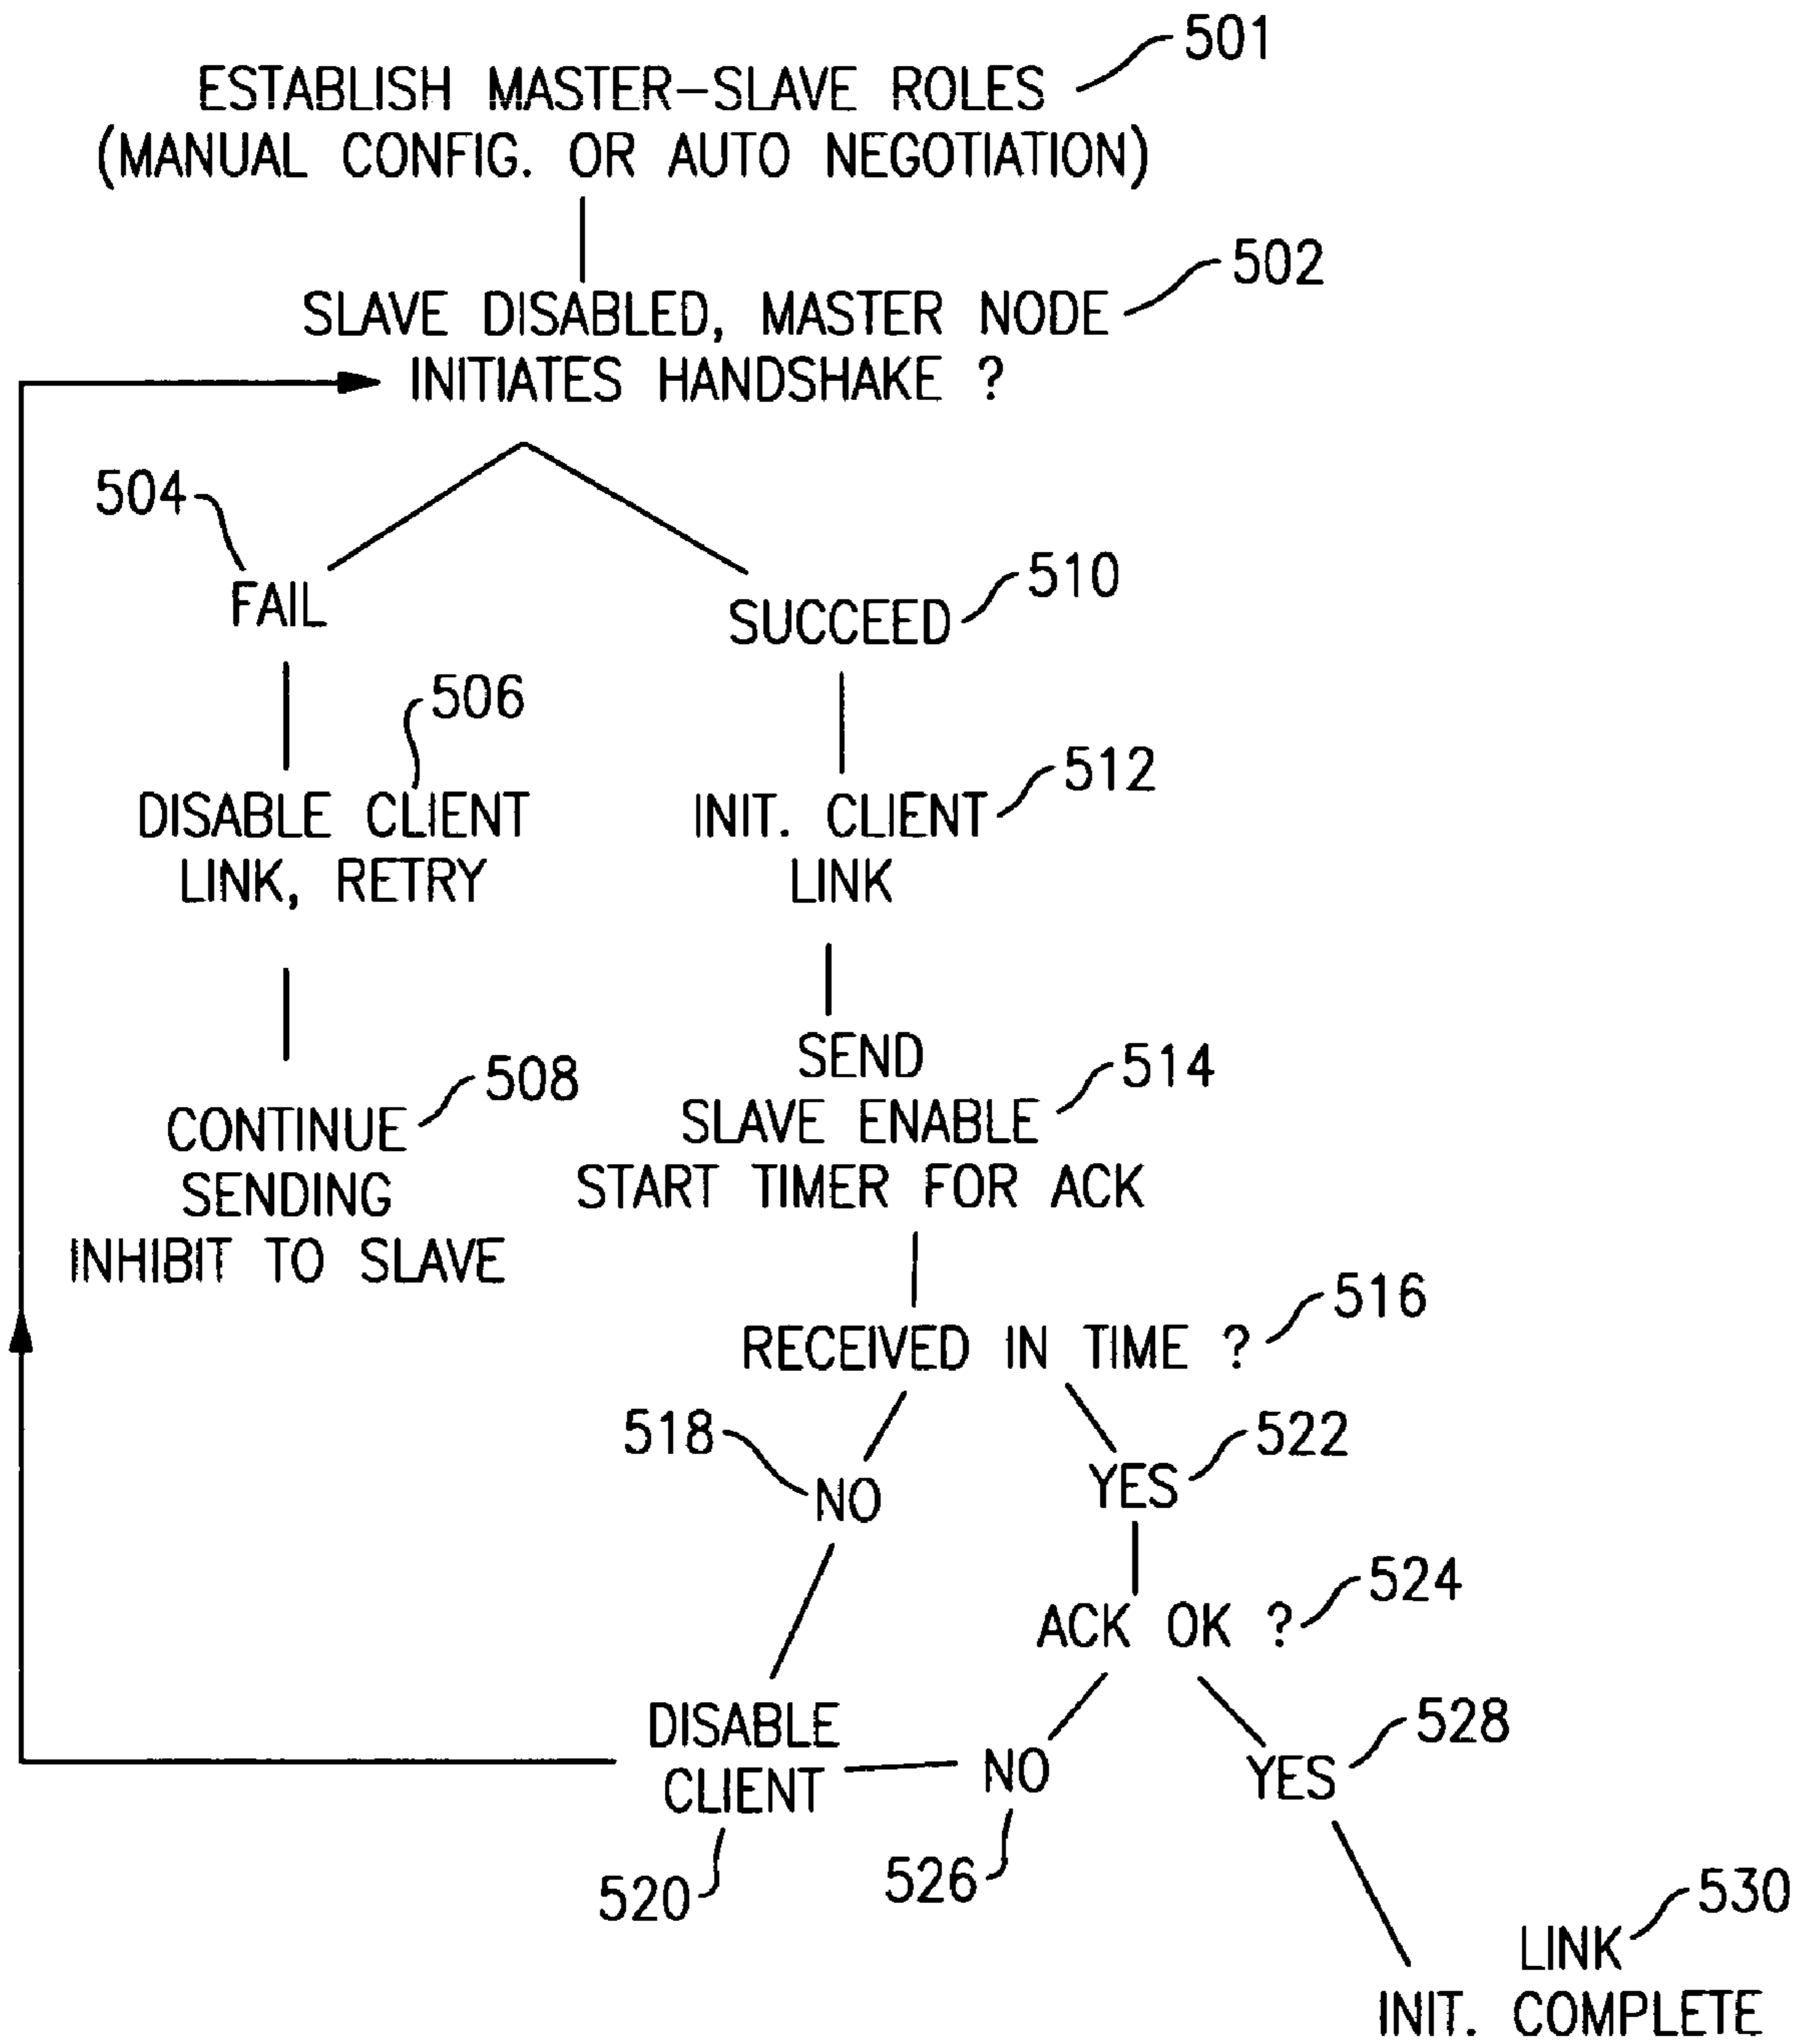 501
ESTABLISH MASTER-SLAVE ROLES
(MANUAL CONFIG. OR AUTO NEGOTIATION)
502
SLAVE DISABLED, MASTER NODE
INITIATES HANDSHAKE ?
504
FAIL
510
SUCCEED
506
DISABLE CLIENT
LINK, RETRY
512
INIT. CLIENT
LINK
508
CONTINUE
SENDING
INHIBIT TO SLAVE
SEND
514
SLAVE ENABLE
START TIMER FOR ACK
516
RECEIVED IN TIME ?
518
NO
522
YES
524
ACK OK ?
DISABLE
CLIENT
520
NO
526
528
YES
530
LINK
INIT. COMPLETE